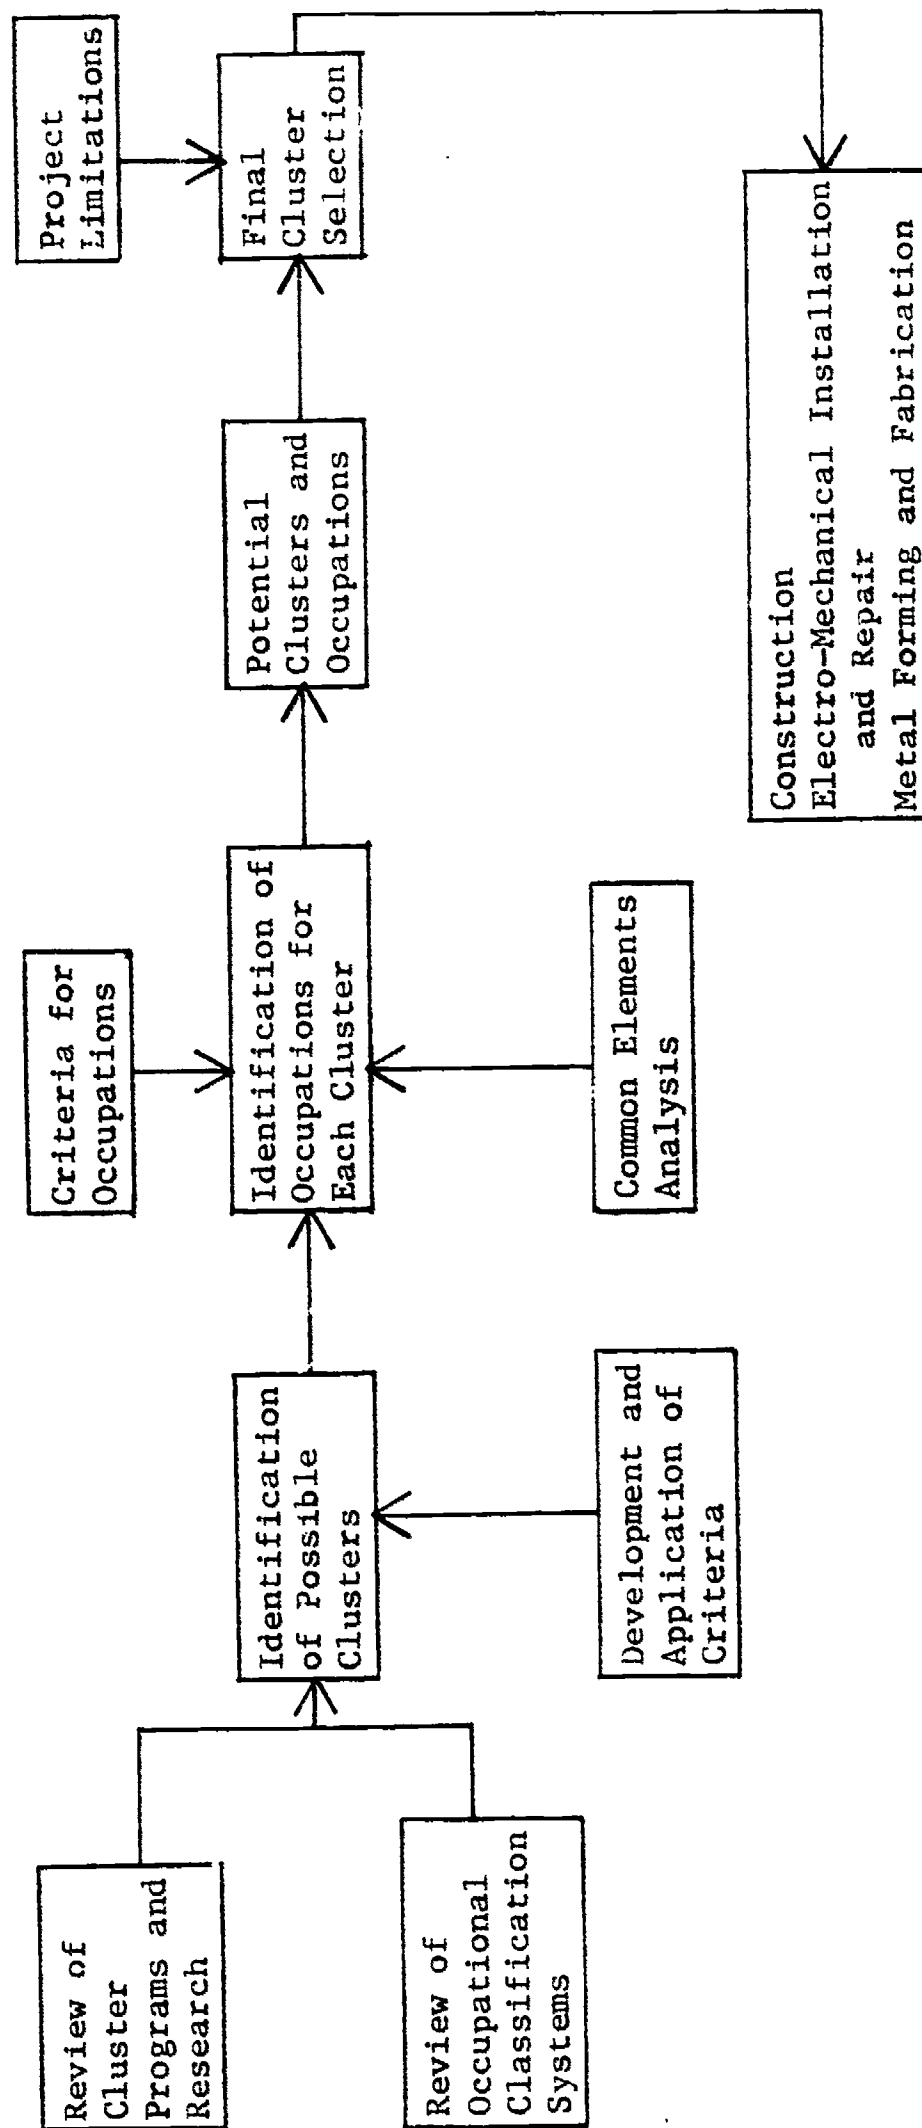 Review of
Cluster
Programs and
Research
Review of
Occupational
Classification
Systems
Identification
of Possible
Clusters
Development and
Application of
Criteria
Criteria for
Occupations
Identification of
Occupations for
Each Cluster
Common Elements
Analysis
Potential
Clusters and
Occupations
Project
Limitations
Final
Cluster
Selection
Construction
Electro-Mechanical Installation
and Repair
Metal Forming and Fabrication